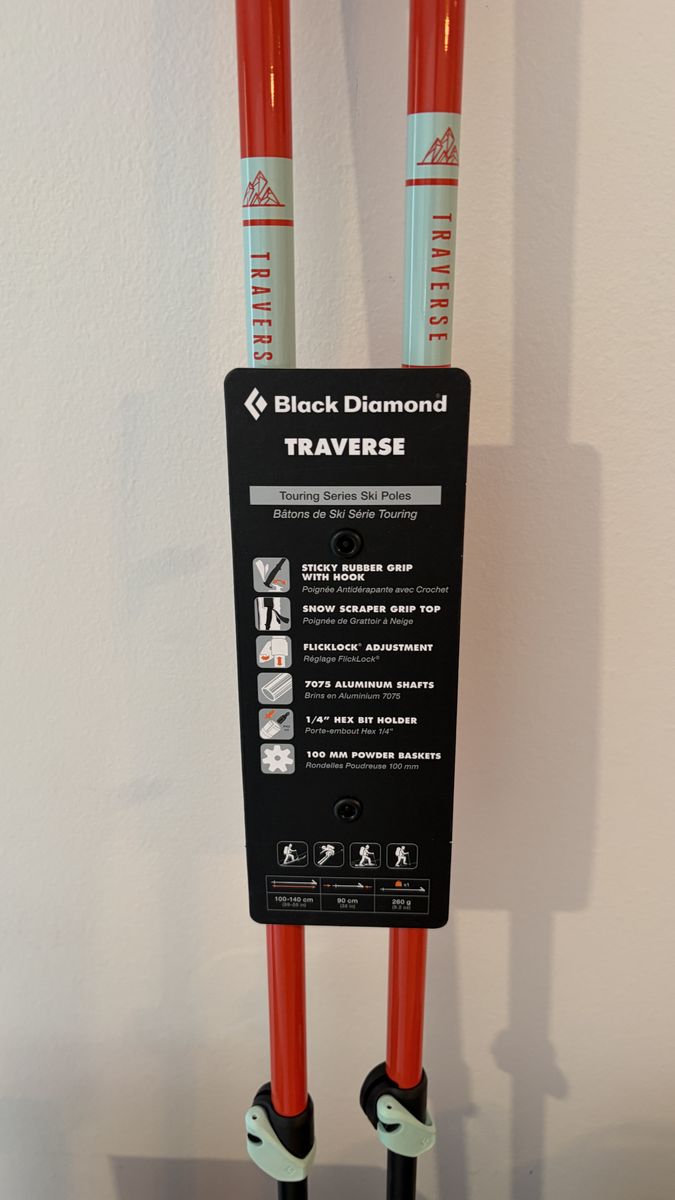 TRAVERS
TRAVERSE
Black Diamond
TRAVERSE
Touring Series Ski Poles
Bâtons de Ski Série Touring
STICKY RUBBER GRIP
WITH HOOK
Poignée Antidérapante avec Crochet
SNOW SCRAPER GRIP TOP
Poignée de Grattoir à Neige
FLICKLOCK® ADJUSTMENT
Réglage FlickLock®
7075 ALUMINUM SHAFTS
Brins en Aluminium 7075
1/4" HEX BIT HOLDER
Porte-embout Hex 1/4"
100 MM POWDER BASKETS
Rondelles Poudreuse 100 mm
x1
100-140 cm
90 cm
260 g